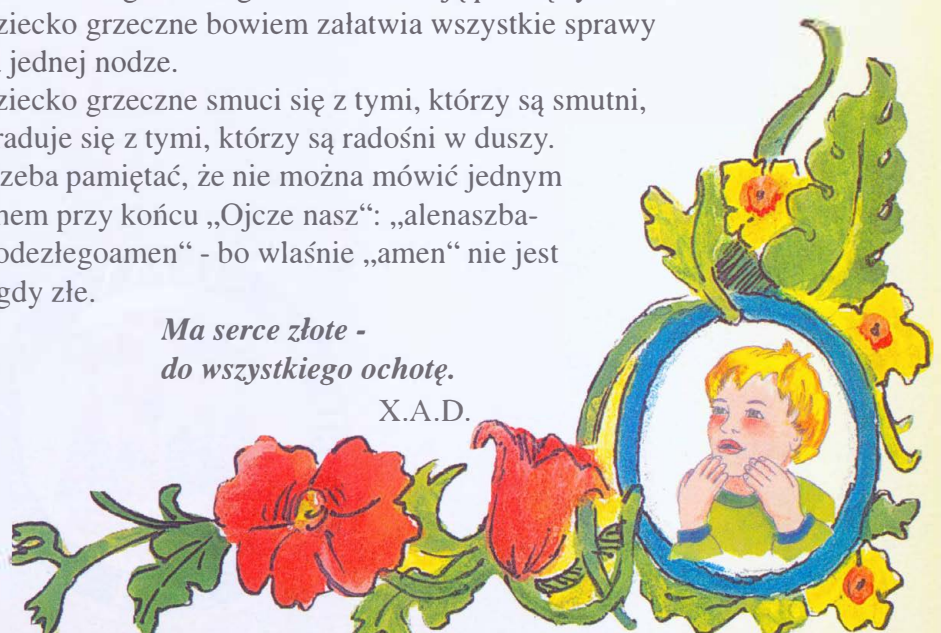 ziecko grzeczne bowiem załatwia wszystkie sprawy
jednej nodze.
ziecko grzeczne smuci się z tymi, którzy są smutni,
raduje się z tymi, którzy są radośni w duszy.
zeba pamiętać, że nie można mówić jednym
hem przy końcu „Ojcze nasz“: „alenaszba-
odezłegoamen“ - bo wlaśnie „amen“ nie jest
gdy złe.
Ma serce złote -
do wszystkiego ochotę.
X.A.D.